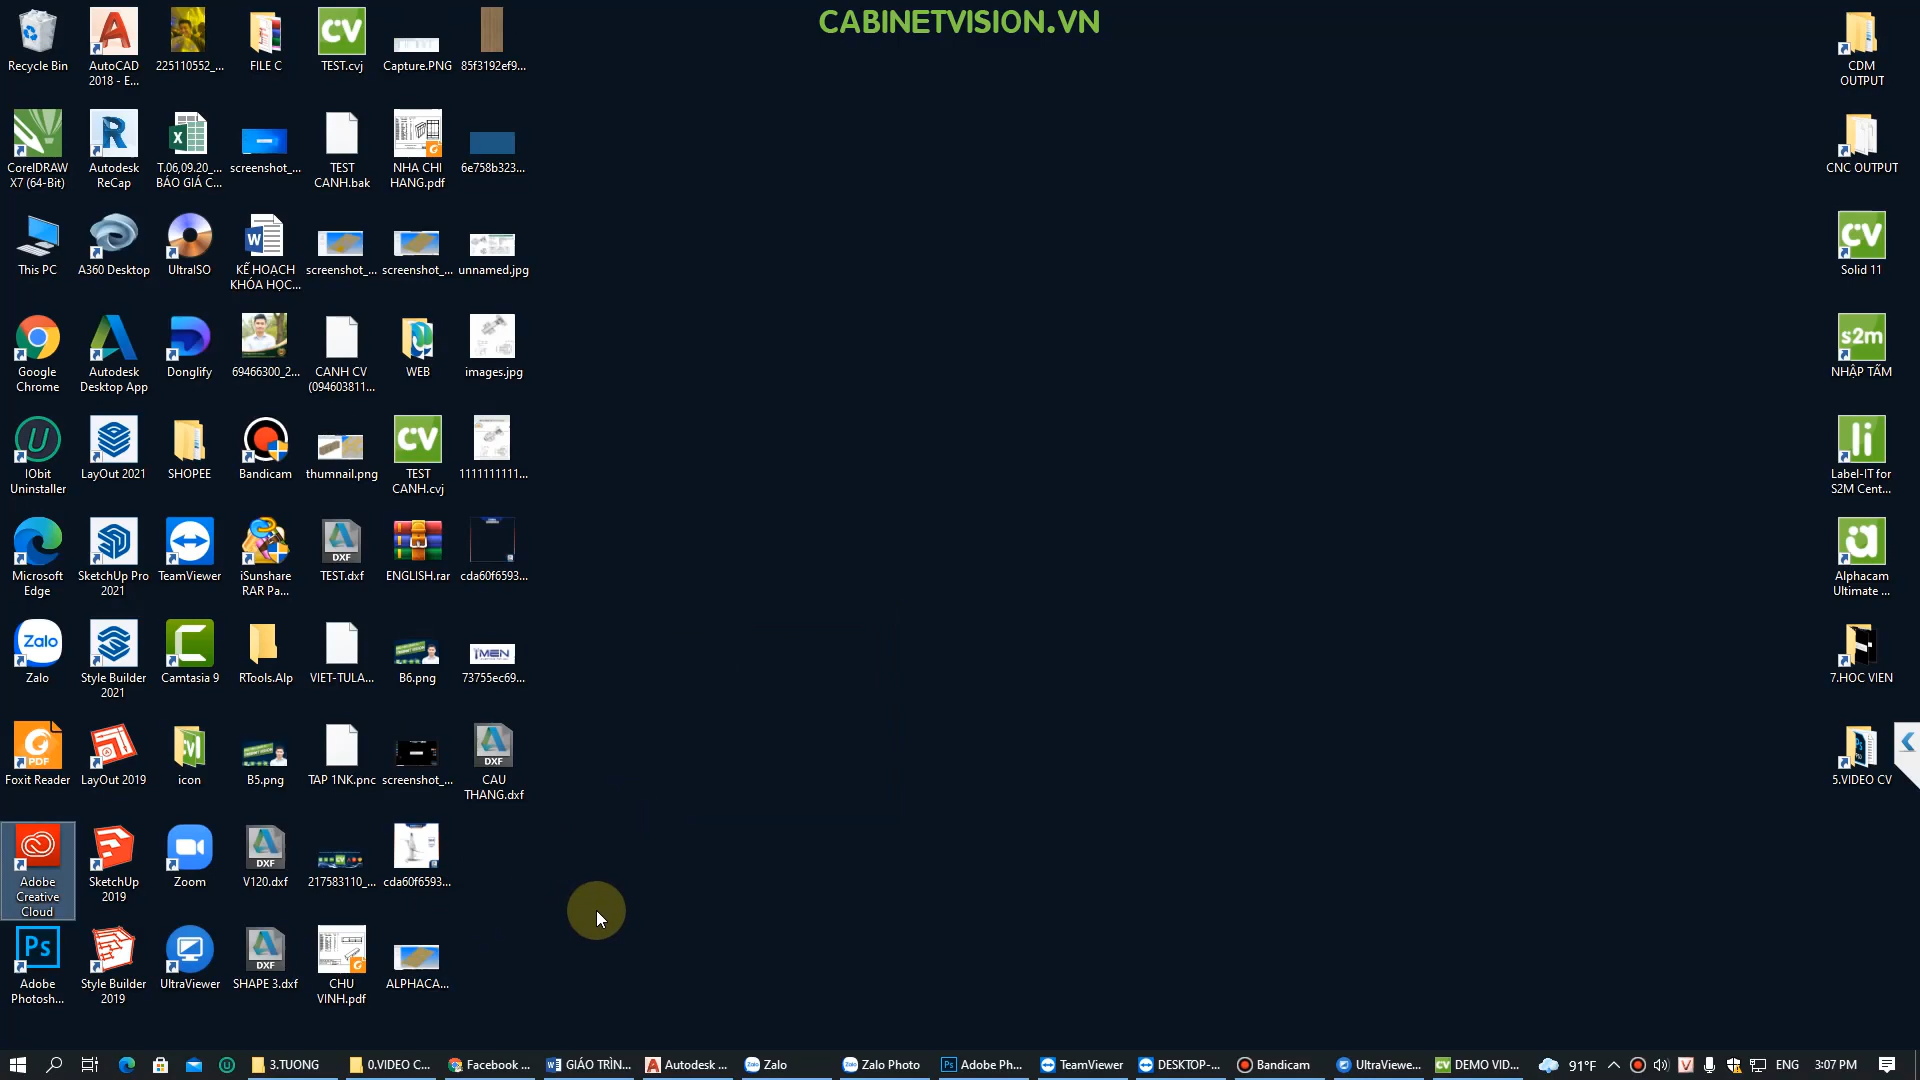 CABINETVISION.VN
Recycle Bin
AutoCAD
2018 - E...
225110552_...
FILE C
TEST.cvj
Capture.PNG
85f3192ef9...
CorelDRAW
X7 (64-Bit)
Autodesk
ReCap
T.06,09.20_...
BÁO GIÁ C...
screenshot_...
TEST
CANH.bak
NHA CHI
HANG.pdf
6e758b323...
This PC
A360 Desktop
UltraISO
KẾ HOẠCH
KHÓA HỌC...
screenshot_...
screenshot_...
unnamed.jpg
Google
Chrome
Autodesk
Desktop App
Donglify
69466300_2...
CANH CV
(094603811...
WEB
images.jpg
IObit
Uninstaller
LayOut 2021
SHOPEE
Bandicam
thumnail.png
TEST
CANH.cvj
1111111111...
Microsoft
Edge
SketchUp Pro
2021
TeamViewer
iSunshare
RAR Pa...
TEST.dxf
ENGLISH.rar
cda60f6593...
Zalo
Style Builder
2021
Camtasia 9
RTools.Alp
VIET-TULA...
B6.png
73755ec69...
Foxit Reader
LayOut 2019
icon
B5.png
TAP 1NK.pnc
screenshot_...
CAU
THANG.dxf
Adobe
Creative
Cloud
SketchUp
2019
Zoom
V120.dxf
217583110_...
cda60f6593...
Adobe
Photosh...
Style Builder
2019
UltraViewer
SHAPE 3.dxf
CHU
VINH.pdf
ALPHACA...
CDM
OUTPUT
CNC OUTPUT
Solid 11
NHẬP TẤM
Label-IT for
S2M Cent...
Alphacam
Ultimate ...
7.HOC VIEN
5.VIDEO CV
3.TUONG
0.VIDEO C...
Facebook ...
GIÁO TRÌN...
Autodesk ...
Zalo
Zalo Photo
Adobe Ph...
TeamViewer
DESKTOP-...
Bandicam
UltraViewe...
DEMO VID...
91°F
ENG
3:07 PM